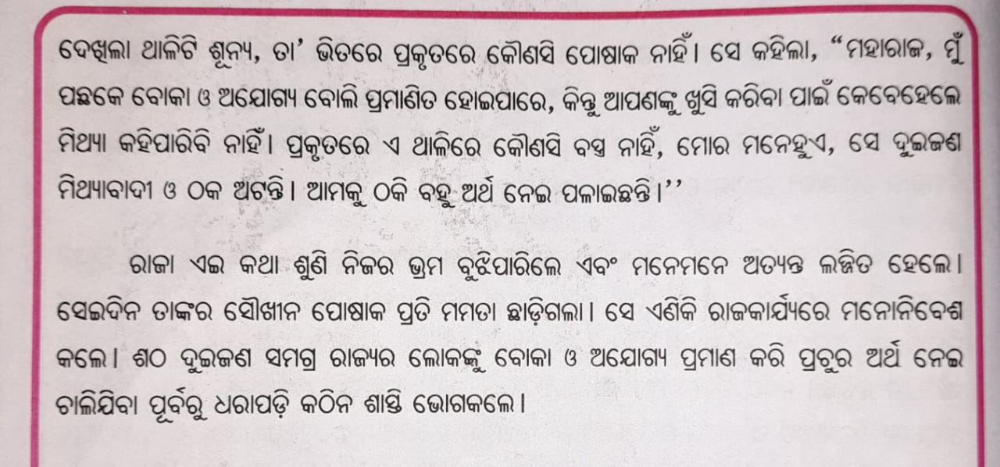 ଦେଖିଲା ଥାଳିଟି ଶୂନ୍ୟ, ତା’ ଭିତରେ ପ୍ରକୃତରେ କୌଣସି ପୋଷାକ ନାହିଁ। ସେ କହିଲା, “ମହାରାଜ, ମୁଁ
ପଛକେ ବୋକା ଓ ଅଯୋଗ୍ୟ ବୋଲି ପ୍ରମାଣିତ ହୋଇପାରେ, କିନ୍ତୁ ଆପଣଙ୍କୁ ଖୁସି କରିବା ପାଇଁ କେବେହେଲେ
ମିଥ୍ୟା କହିପାରିବି ନାହିଁ। ପ୍ରକୃତରେ ଏ ଥାଳିରେ କୌଣସି ବସ୍ତ୍ର ନାହିଁ, ମୋର ମନେହୁଏ, ସେ ଦୁଇଜଣ
ମିଥ୍ୟାବାଦୀ ଓ ଠକ ଅଟନ୍ତି। ଆମକୁ ଠକି ବହୁ ଅର୍ଥ ନେଇ ପଳାଇଛନ୍ତି।’’
ରାଜା ଏଇ କଥା ଶୁଣି ନିଜର ଭ୍ରମ ବୁଝିପାରିଲେ ଏବଂ ମନେମନେ ଅତ୍ୟନ୍ତ ଲଜ୍ଜିତ ହେଲେ।
ସେଇଦିନ ତାଙ୍କର ସୌଖୀନ ପୋଷାକ ପ୍ରତି ମମତା ଛାଡ଼ିଗଲା। ସେ ଏଣିକି ରାଜକାର୍ଯ୍ୟରେ ମନୋନିବେଶ
କଲେ। ଶଠ ଦୁଇଜଣ ସମଗ୍ର ରାଜ୍ୟର ଲୋକଙ୍କୁ ବୋକା ଓ ଅଯୋଗ୍ୟ ପ୍ରମାଣ କରି ପ୍ରଚୁର ଅର୍ଥ ନେଇ
ଚାଲିଯିବା ପୂର୍ବରୁ ଧରାପଡ଼ି କଠିନ ଶାସ୍ତି ଭୋଗକଲେ।